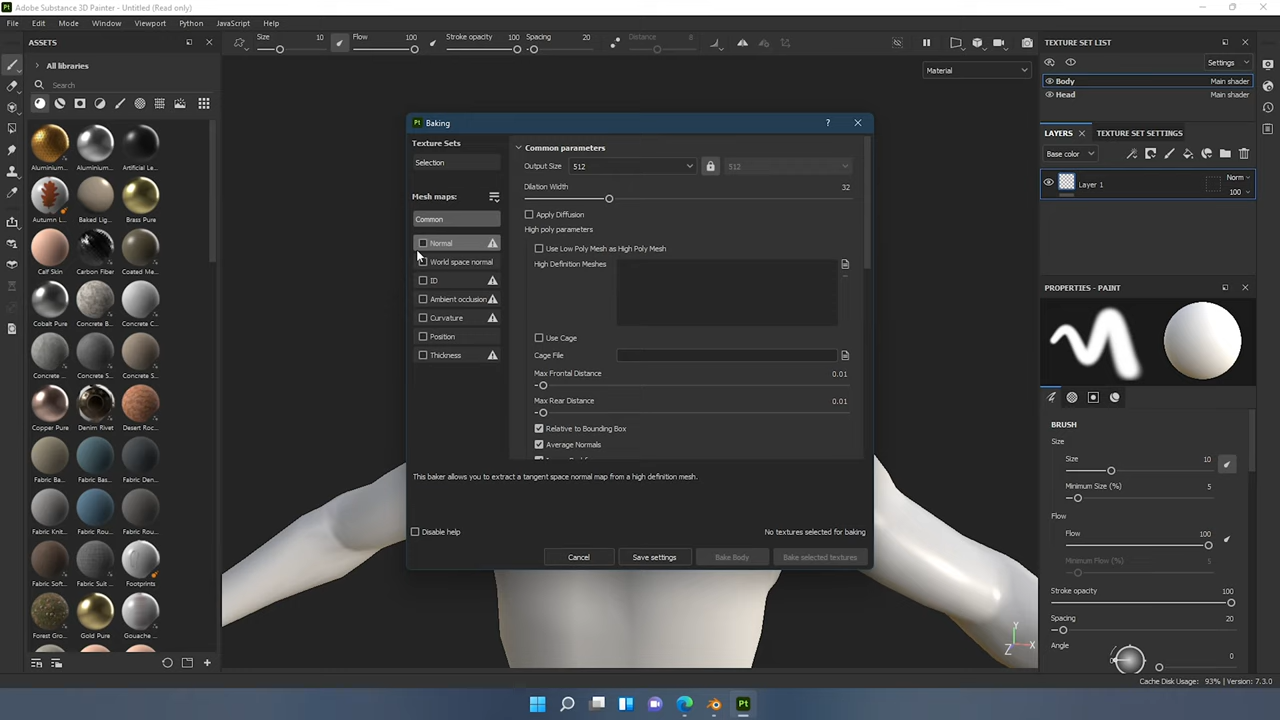 Adobe Substance 3D Painter - Untitled (Read only)
File Edit Mode Window Viewport Python JavaScript Help
ASSETS
Size 10 Flow 100 Stroke opacity 100 Spacing 20 Distance 8
All libraries
Search
Material
Aluminium... Aluminium... Artificial Le...
Autumn L... Baked Lig... Brass Pure
Calf Skin Carbon Fiber Coated Me...
Cobalt Pure Concrete B... Concrete C...
Concrete ... Concrete S... Concrete S...
Copper Pure Denim Rivet Desert Roc...
Fabric Ba... Fabric Bas... Fabric Den...
Fabric Knit... Fabric Rou... Fabric Rou...
Fabric Soft... Fabric Suit ... Footprints
Forest Gro... Gold Pure Gouache ...
Baking
?
Texture Sets
Selection
Mesh maps:
Common
Normal
World space normal
ID
Ambient occlusion
Curvature
Position
Thickness
Common parameters
Output Size 512 512
Dilation Width 32
Apply Diffusion
High poly parameters
Use Low Poly Mesh as High Poly Mesh
High Definition Meshes
Use Cage
Cage File
Max Frontal Distance 0.01
Max Rear Distance 0.01
Relative to Bounding Box
Average Normals
This baker allows you to extract a tangent space normal map from a high definition mesh.
Disable help
No textures selected for baking
Cancel Save settings Bake Body Bake selected textures
Y
Z X
TEXTURE SET LIST
Settings
Body Main shader
Head Main shader
LAYERS TEXTURE SET SETTINGS
Base color
Layer 1 Norm
100
PROPERTIES - PAINT
BRUSH
Size
Size 10
Minimum Size (%) 5
Flow
Flow 100
Minimum Flow (%) 5
Stroke opacity 100
Spacing 20
Angle 0
Cache Disk Usage: 93% | Version: 7.3.0
Pt